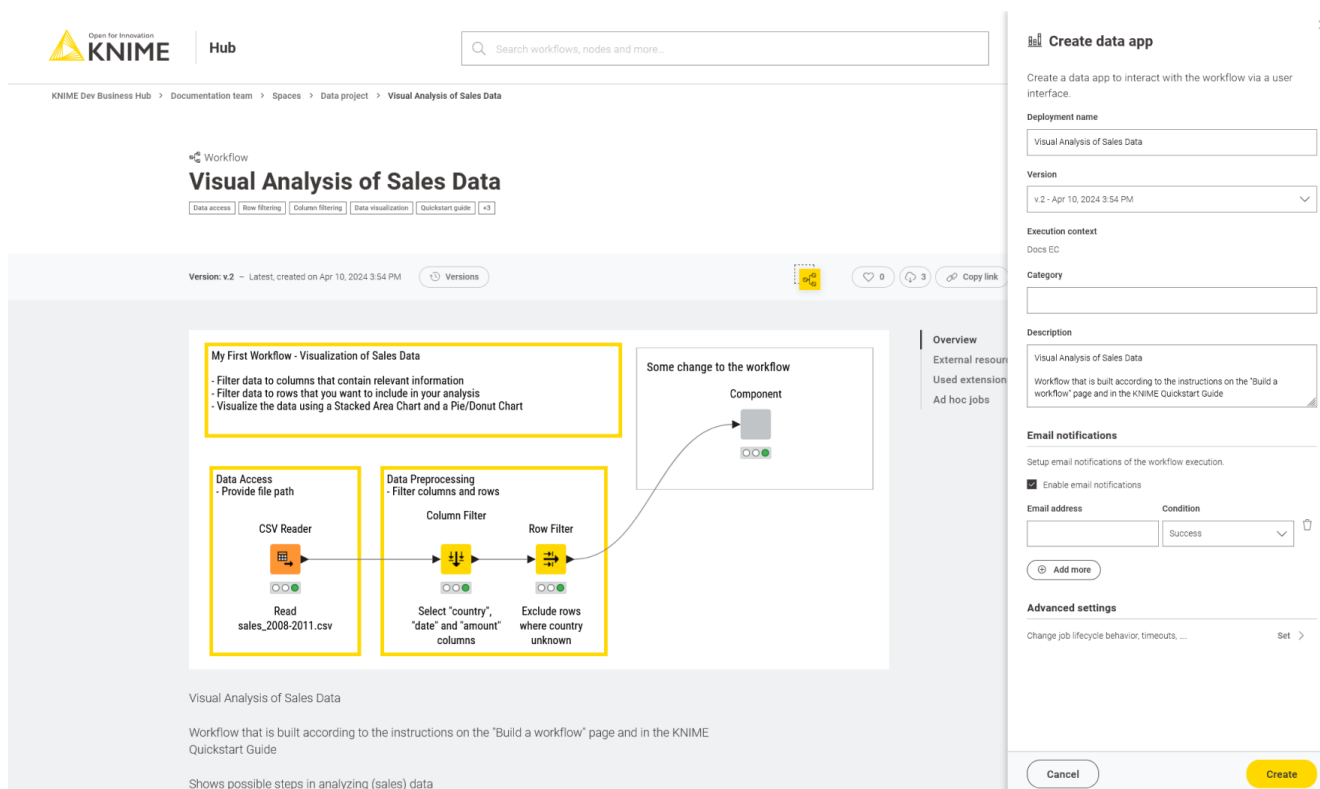 Open for Innovation
KNIME
Hub
Search workflows, nodes and more...
KNIME Dev Business Hub > Documentation team > Spaces > Data project > Visual Analysis of Sales Data
Workflow
Visual Analysis of Sales Data
Data access Row filtering Column filtering Data visualization Quickstart guide +3
Version: v.2 – Latest, created on Apr 10, 2024 3:54 PM Versions
0 3 Copy link
My First Workflow - Visualization of Sales Data
- Filter data to columns that contain relevant information
- Filter data to rows that you want to include in your analysis
- Visualize the data using a Stacked Area Chart and a Pie/Donut Chart
Some change to the workflow
Component
Data Access
- Provide file path
CSV Reader
Read
sales_2008-2011.csv
Data Preprocessing
- Filter columns and rows
Column Filter
Select "country",
"date" and "amount"
columns
Row Filter
Exclude rows
where country
unknown
Overview
External resour
Used extension
Ad hoc jobs
Visual Analysis of Sales Data
Workflow that is built according to the instructions on the "Build a workflow" page and in the KNIME
Quickstart Guide
Shows possible steps in analyzing (sales) data
Create data app
Create a data app to interact with the workflow via a user
interface.
Deployment name
Visual Analysis of Sales Data
Version
v.2 - Apr 10, 2024 3:54 PM
Execution context
Docs EC
Category
Description
Visual Analysis of Sales Data
Workflow that is built according to the instructions on the "Build a
workflow" page and in the KNIME Quickstart Guide
Email notifications
Setup email notifications of the workflow execution.
Enable email notifications
Email address Condition
Success
Add more
Advanced settings
Change job lifecycle behavior, timeouts, ... Set >
Cancel Create